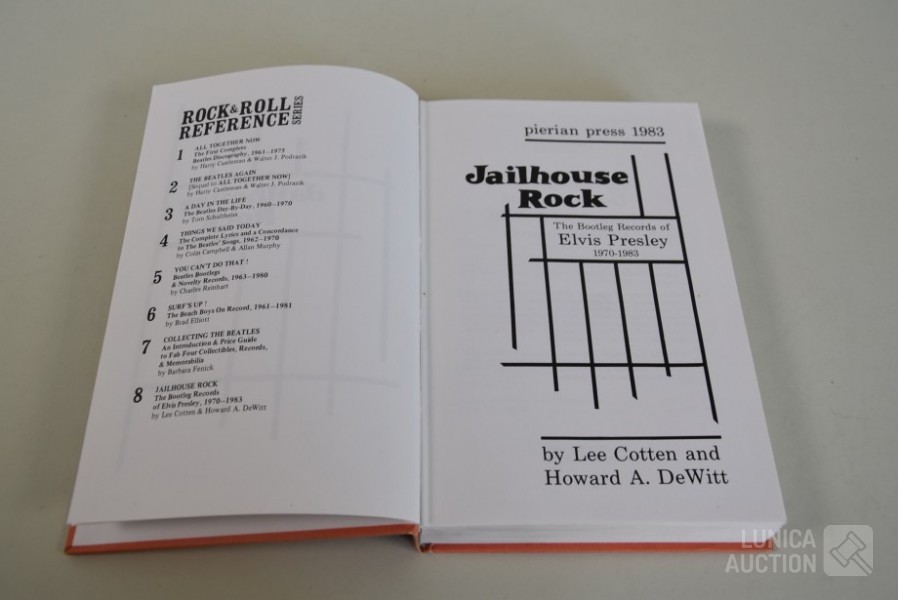 ROCK & ROLL
REFERENCE
SERIES
1
ALL TOGETHER NOW
The First Complete
Beatles Discography, 1961–1975
by Harry Castleman & Walter J. Podrazik
2
THE BEATLES AGAIN
[Sequel to ALL TOGETHER NOW]
by Harry Castleman & Walter J. Podrazik
3
A DAY IN THE LIFE
The Beatles Day-By-Day, 1960–1970
by Tom Schultheiss
4
THINGS WE SAID TODAY
The Complete Lyrics and a Concordance
to The Beatles' Songs, 1962–1970
by Colin Campbell & Allan Murphy
5
YOU CAN'T DO THAT !
Beatles Bootlegs
& Novelty Records, 1963–1980
by Charles Reinhart
6
SURF'S UP !
The Beach Boys On Record, 1961–1981
by Brad Elliott
7
COLLECTING THE BEATLES
An Introduction & Price Guide
to Fab Four Collectibles, Records,
& Memorabilia
by Barbara Fenick
8
JAILHOUSE ROCK
The Bootleg Records
of Elvis Presley, 1970–1983
by Lee Cotten & Howard A. DeWitt
pierian press 1983
Jailhouse
Rock
The Bootleg Records of
Elvis Presley
1970-1983
by Lee Cotten and
Howard A. DeWitt
LUNICA
AUCTION